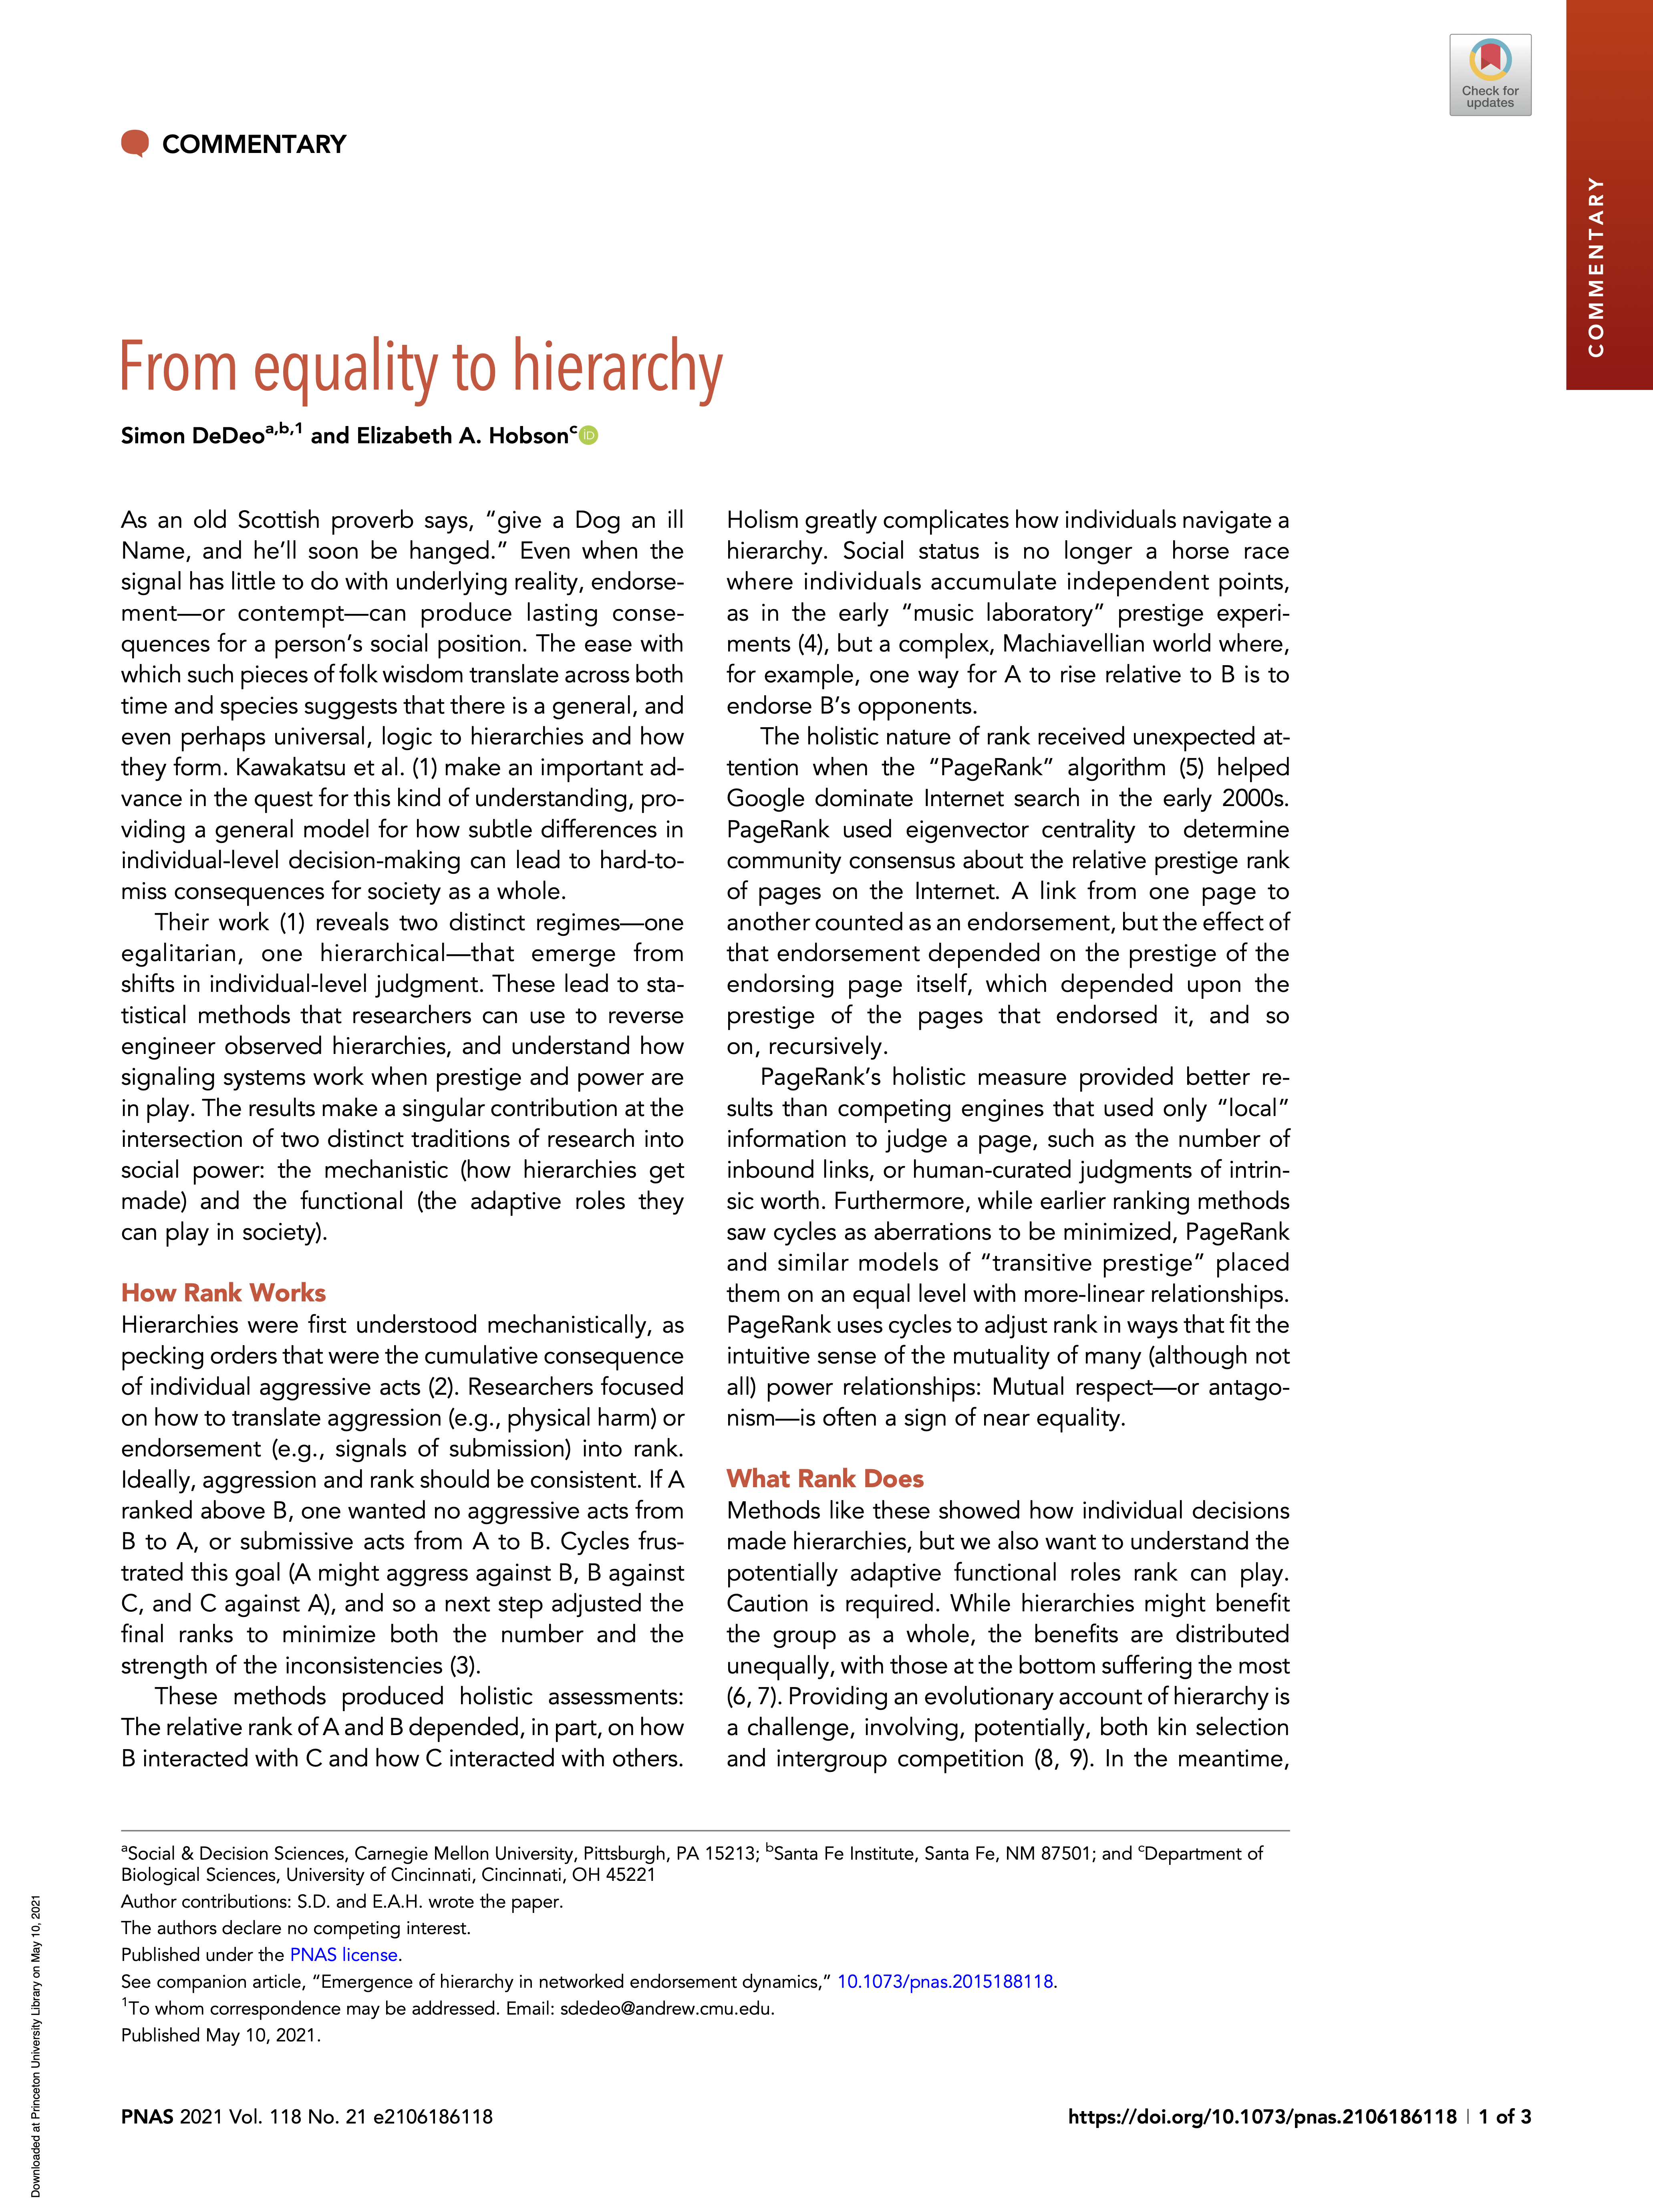 Check for
updates
COMMENTARY
COMMENTARY
From equality to hierarchy
Simon DeDeoa,b,1 and Elizabeth A. Hobsonc iD
As an old Scottish proverb says, “give a Dog an ill
Name, and he’ll soon be hanged.” Even when the
signal has little to do with underlying reality, endorse-
ment—or contempt—can produce lasting conse-
quences for a person’s social position. The ease with
which such pieces of folk wisdom translate across both
time and species suggests that there is a general, and
even perhaps universal, logic to hierarchies and how
they form. Kawakatsu et al. (1) make an important ad-
vance in the quest for this kind of understanding, pro-
viding a general model for how subtle differences in
individual-level decision-making can lead to hard-to-
miss consequences for society as a whole.
Their work (1) reveals two distinct regimes—one
egalitarian, one hierarchical—that emerge from
shifts in individual-level judgment. These lead to sta-
tistical methods that researchers can use to reverse
engineer observed hierarchies, and understand how
signaling systems work when prestige and power are
in play. The results make a singular contribution at the
intersection of two distinct traditions of research into
social power: the mechanistic (how hierarchies get
made) and the functional (the adaptive roles they
can play in society).
How Rank Works
Hierarchies were first understood mechanistically, as
pecking orders that were the cumulative consequence
of individual aggressive acts (2). Researchers focused
on how to translate aggression (e.g., physical harm) or
endorsement (e.g., signals of submission) into rank.
Ideally, aggression and rank should be consistent. If A
ranked above B, one wanted no aggressive acts from
B to A, or submissive acts from A to B. Cycles frus-
trated this goal (A might aggress against B, B against
C, and C against A), and so a next step adjusted the
final ranks to minimize both the number and the
strength of the inconsistencies (3).
These methods produced holistic assessments:
The relative rank of A and B depended, in part, on how
B interacted with C and how C interacted with others.
Holism greatly complicates how individuals navigate a
hierarchy. Social status is no longer a horse race
where individuals accumulate independent points,
as in the early “music laboratory” prestige experi-
ments (4), but a complex, Machiavellian world where,
for example, one way for A to rise relative to B is to
endorse B’s opponents.
The holistic nature of rank received unexpected at-
tention when the “PageRank” algorithm (5) helped
Google dominate Internet search in the early 2000s.
PageRank used eigenvector centrality to determine
community consensus about the relative prestige rank
of pages on the Internet. A link from one page to
another counted as an endorsement, but the effect of
that endorsement depended on the prestige of the
endorsing page itself, which depended upon the
prestige of the pages that endorsed it, and so
on, recursively.
PageRank’s holistic measure provided better re-
sults than competing engines that used only “local”
information to judge a page, such as the number of
inbound links, or human-curated judgments of intrin-
sic worth. Furthermore, while earlier ranking methods
saw cycles as aberrations to be minimized, PageRank
and similar models of “transitive prestige” placed
them on an equal level with more-linear relationships.
PageRank uses cycles to adjust rank in ways that fit the
intuitive sense of the mutuality of many (although not
all) power relationships: Mutual respect—or antago-
nism—is often a sign of near equality.
What Rank Does
Methods like these showed how individual decisions
made hierarchies, but we also want to understand the
potentially adaptive functional roles rank can play.
Caution is required. While hierarchies might benefit
the group as a whole, the benefits are distributed
unequally, with those at the bottom suffering the most
(6, 7). Providing an evolutionary account of hierarchy is
a challenge, involving, potentially, both kin selection
and intergroup competition (8, 9). In the meantime,
aSocial & Decision Sciences, Carnegie Mellon University, Pittsburgh, PA 15213; bSanta Fe Institute, Santa Fe, NM 87501; and cDepartment of
Biological Sciences, University of Cincinnati, Cincinnati, OH 45221
Author contributions: S.D. and E.A.H. wrote the paper.
The authors declare no competing interest.
Published under the PNAS license.
See companion article, “Emergence of hierarchy in networked endorsement dynamics,” 10.1073/pnas.2015188118.
1To whom correspondence may be addressed. Email: sdedeo@andrew.cmu.edu.
Published May 10, 2021.
PNAS 2021 Vol. 118 No. 21 e2106186118
https://doi.org/10.1073/pnas.2106186118 | 1 of 3
Downloaded at Princeton University Library on May 10, 2021